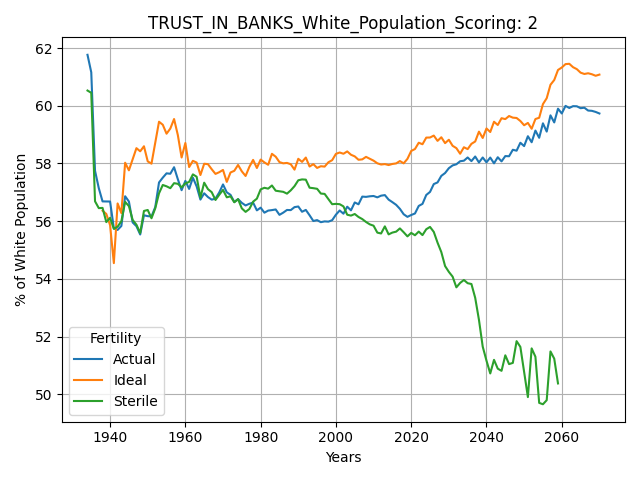 TRUST_IN_BANKS_White_Population_Scoring: 2
% of White Population
62
60
58
56
54
52
50
Fertility
Actual
Ideal
Sterile
1940 1960 1980 2000 2020 2040 2060
Years